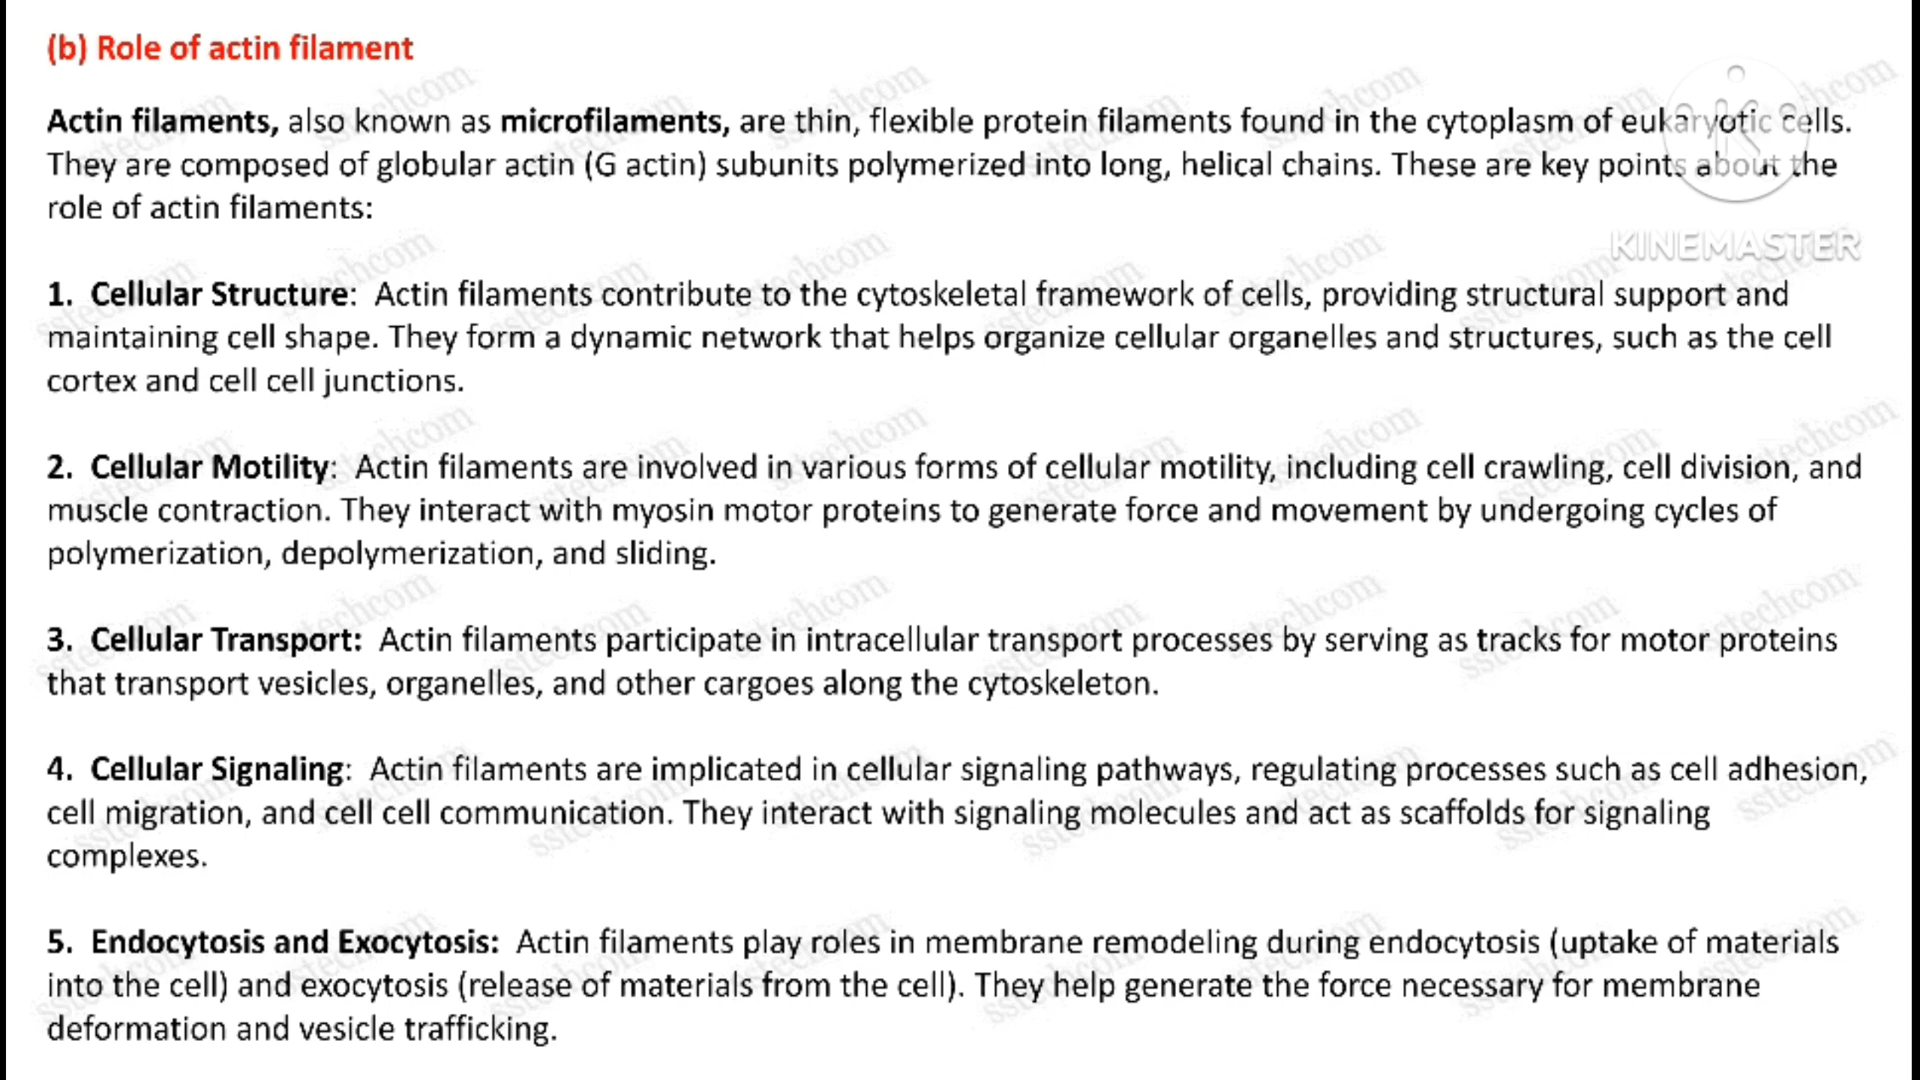 (b) Role of actin filament
Actin filaments, also known as microfilaments, are thin, flexible protein filaments found in the cytoplasm of eukaryotic cells.
They are composed of globular actin (G actin) subunits polymerized into long, helical chains. These are key points about the
role of actin filaments:
KINEMASTER
1. Cellular Structure: Actin filaments contribute to the cytoskeletal framework of cells, providing structural support and
maintaining cell shape. They form a dynamic network that helps organize cellular organelles and structures, such as the cell
cortex and cell cell junctions.
2. Cellular Motility: Actin filaments are involved in various forms of cellular motility, including cell crawling, cell division, and
muscle contraction. They interact with myosin motor proteins to generate force and movement by undergoing cycles of
polymerization, depolymerization, and sliding.
3. Cellular Transport: Actin filaments participate in intracellular transport processes by serving as tracks for motor proteins
that transport vesicles, organelles, and other cargoes along the cytoskeleton.
4. Cellular Signaling: Actin filaments are implicated in cellular signaling pathways, regulating processes such as cell adhesion,
cell migration, and cell cell communication. They interact with signaling molecules and act as scaffolds for signaling
complexes.
5. Endocytosis and Exocytosis: Actin filaments play roles in membrane remodeling during endocytosis (uptake of materials
into the cell) and exocytosis (release of materials from the cell). They help generate the force necessary for membrane
deformation and vesicle trafficking.
sstechcom